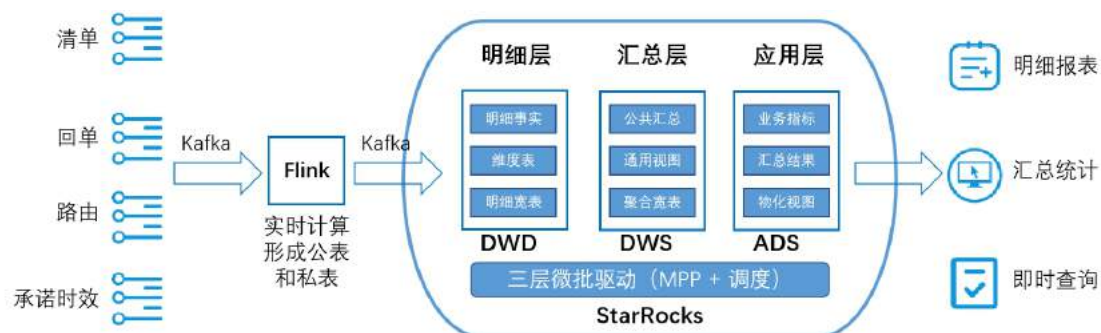 清单
回单
路由
承诺时效
Kafka
Flink
实时计算
形成公表
和私表
Kafka
明细层
汇总层
应用层
明细事实
维度表
明细宽表
DWD
公共汇总
通用视图
聚合宽表
DWS
业务指标
汇总结果
物化视图
ADS
三层微批驱动（MPP + 调度）
StarRocks
明细报表
汇总统计
即时查询